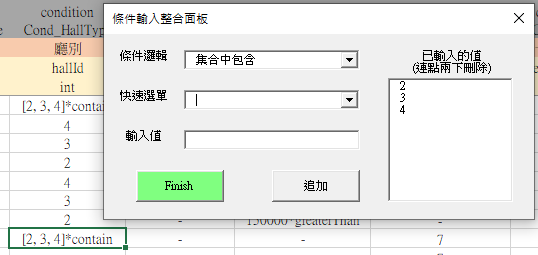 condition
Cond_HallTyp
廳別
hallId
int
[2, 3, 4]*contain
4
3
2
4
3
2 - 150000*greaterThan -
[2, 3, 4]*contain - - 7
條件輸入整合面板
條件邏輯 集合中包含
快速選單
輸入值
Finish 追加
已輸入的值
(連點兩下刪除)
2
3
4